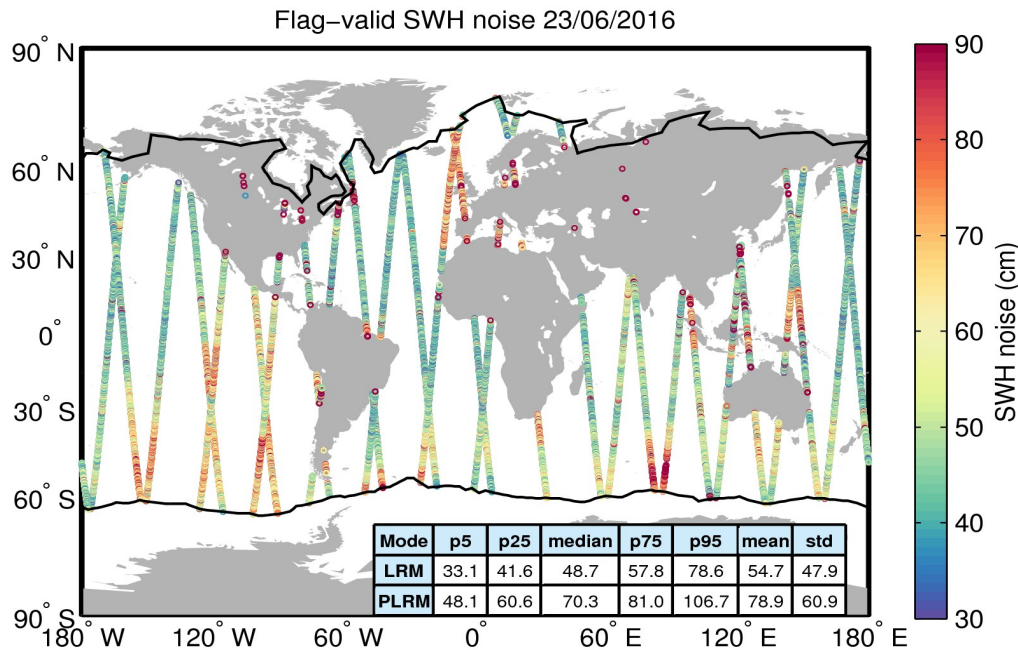 Flag−valid SWH noise 23/06/2016
90° N
60° N
30° N
0°
30° S
60° S
90° S
180° W 120° W 60° W 0° 60° E 120° E 180° E
Mode p5 p25 median p75 p95 mean std
LRM 33.1 41.6 48.7 57.8 78.6 54.7 47.9
PLRM 48.1 60.6 70.3 81.0 106.7 78.9 60.9
90
80
70
60
50
40
30
SWH noise (cm)